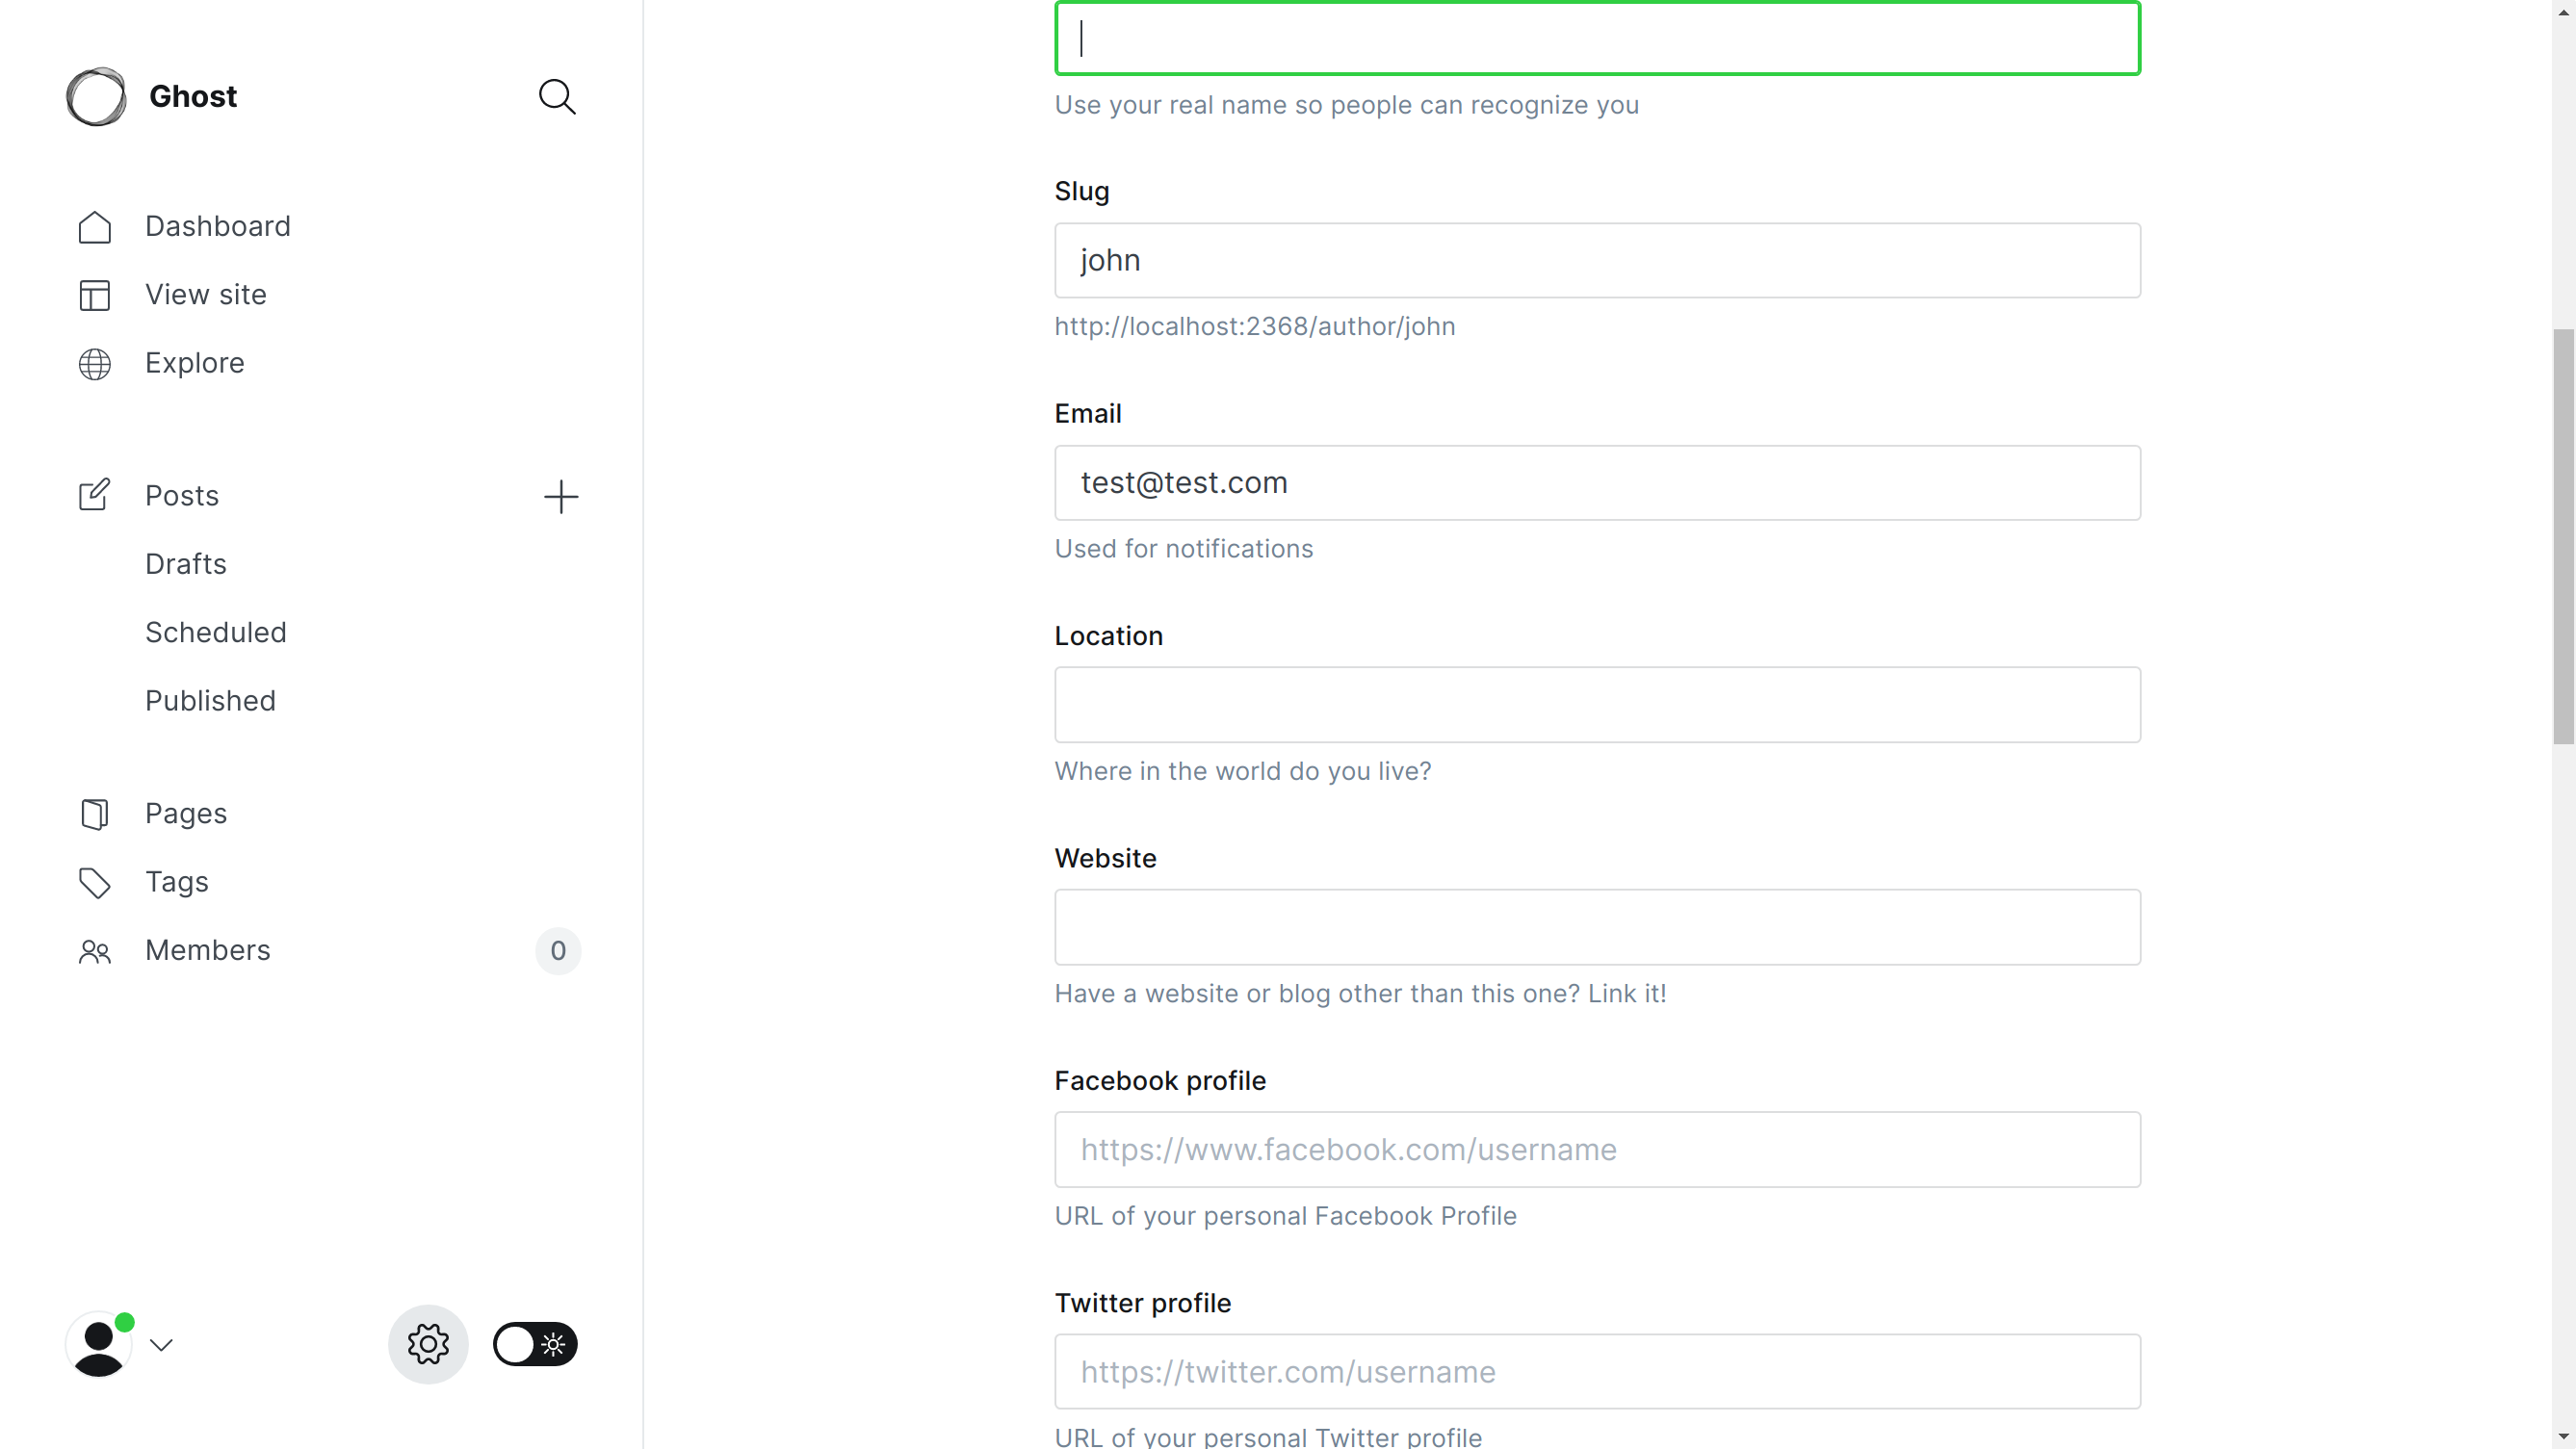 Ghost
Dashboard
View site
Explore
Posts
Drafts
Scheduled
Published
Pages
Tags
Members
0
Use your real name so people can recognize you
Slug
john
http://localhost:2368/author/john
Email
test@test.com
Used for notifications
Location
Where in the world do you live?
Website
Have a website or blog other than this one? Link it!
Facebook profile
https://www.facebook.com/username
URL of your personal Facebook Profile
Twitter profile
https://twitter.com/username
URL of your personal Twitter profile